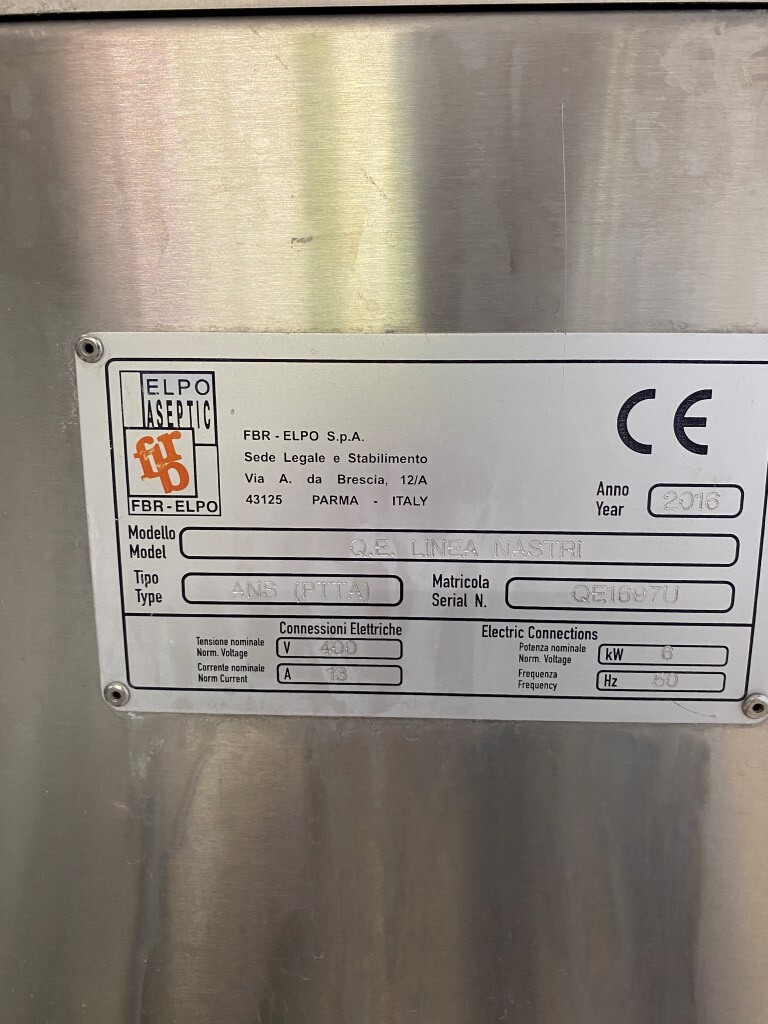 ELPO
ASEPTIC
fbr
FBR-ELPO
FBR - ELPO S.p.A.
Sede Legale e Stabilimento
Via A. da Brescia, 12/A
43125 PARMA - ITALY
CE
Anno
Year
2016
Modello
Model
Q.E. LINEA NASTRI
Tipo
Type
ANS (PTTA)
Matricola
Serial N.
QE1697U
Connessioni Elettriche
Electric Connections
Tensione nominale
Norm. Voltage
V 400
Potenza nominale
Norm. Voltage
kW 6
Corrente nominale
Norm Current
A 13
Frequenza
Frequency
Hz 50